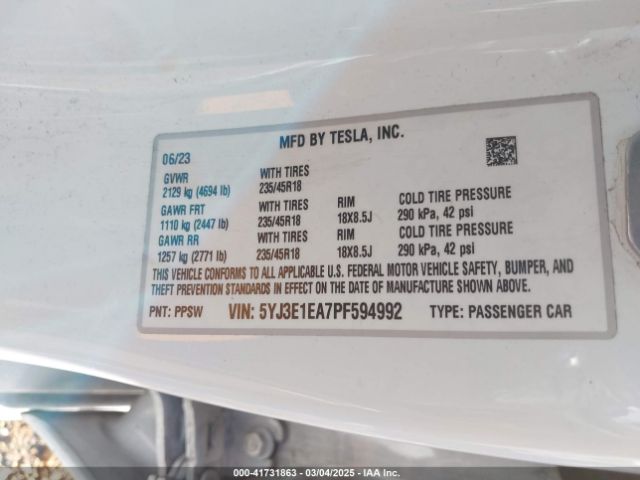 MFD BY TESLA, INC.
06/23
GVWR WITH TIRES
2129 kg (4694 lb) 235/45R18
GAWR FRT WITH TIRES RIM COLD TIRE PRESSURE
1110 kg (2447 lb) 235/45R18 18X8.5J 290 kPa, 42 psi
GAWR RR WITH TIRES RIM COLD TIRE PRESSURE
1257 kg (2771 lb) 235/45R18 18X8.5J 290 kPa, 42 psi
THIS VEHICLE CONFORMS TO ALL APPLICABLE U.S. FEDERAL MOTOR VEHICLE SAFETY, BUMPER, AND
THEFT PREVENTION STANDARDS IN EFFECT ON THE DATE OF MANUFACTURE SHOWN ABOVE.
PNT: PPSW VIN: 5YJ3E1EA7PF594992 TYPE: PASSENGER CAR
000-41731863 - 03/04/2025 - IAA Inc.